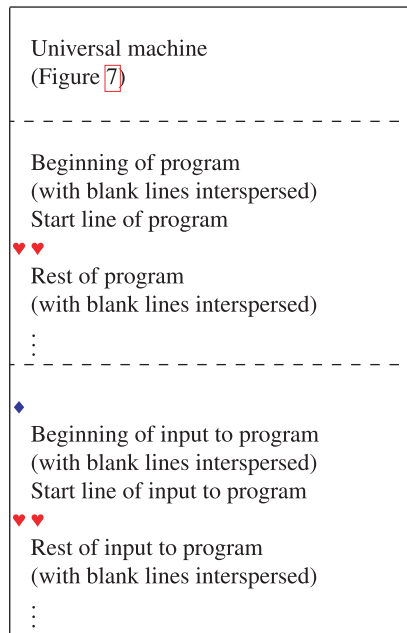 Universal machine
(Figure 7)
Beginning of program
(with blank lines interspersed)
Start line of program
♥ ♥
Rest of program
(with blank lines interspersed)
⋮
♦
Beginning of input to program
(with blank lines interspersed)
Start line of input to program
♥ ♥
Rest of input to program
(with blank lines interspersed)
⋮